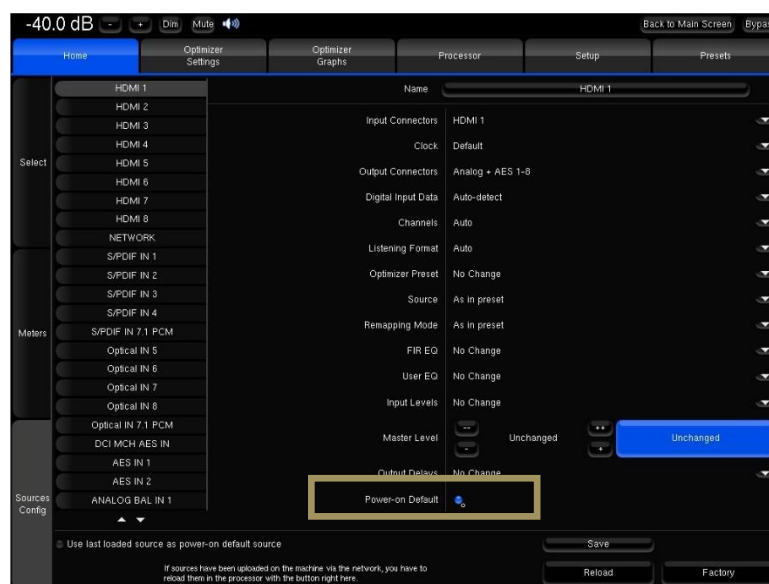 -40.0 dB - + Dim Mute Back to Main Screen Bypas
Home Optimizer Settings Optimizer Graphs Processor Setup Presets
Select
Meters
Sources Config
HDMI 1
HDMI 2
HDMI 3
HDMI 4
HDMI 5
HDMI 6
HDMI 7
HDMI 8
NETWORK
S/PDIF IN 1
S/PDIF IN 2
S/PDIF IN 3
S/PDIF IN 4
S/PDIF IN 7.1 PCM
Optical IN 5
Optical IN 6
Optical IN 7
Optical IN 8
Optical IN 7.1 PCM
DCI MCH AES IN
AES IN 1
AES IN 2
ANALOG BAL IN 1
Name HDMI 1
Input Connectors HDMI 1
Clock Default
Output Connectors Analog + AES 1-8
Digital Input Data Auto-detect
Channels Auto
Listening Format Auto
Optimizer Preset No Change
Source As in preset
Remapping Mode As in preset
FIR EQ No Change
User EQ No Change
Input Levels No Change
Master Level -- - Unchanged ++ + Unchanged
Output Delays No Change
Power-on Default
Use last loaded source as power-on default source
Save
If sources have been uploaded on the machine via the network, you have to
reload them in the processor with the button right here.
Reload Factory